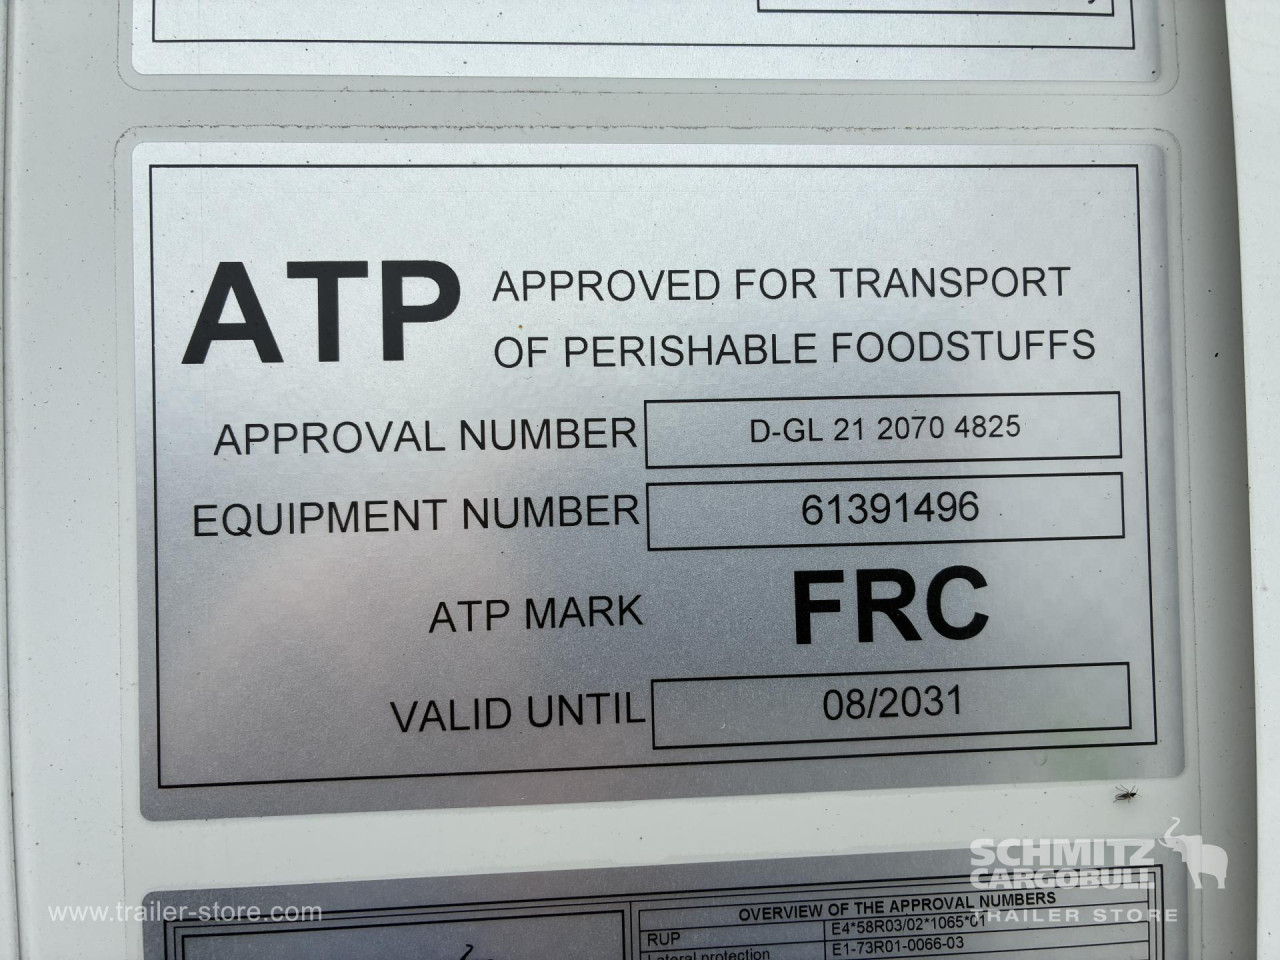 ATP APPROVED FOR TRANSPORT
OF PERISHABLE FOODSTUFFS
APPROVAL NUMBER D-GL 21 2070 4825
EQUIPMENT NUMBER 61391496
ATP MARK FRC
VALID UNTIL 08/2031
SCHMITZ
CARGOBULL
TRAILER STORE
www.trailer-store.com
OVERVIEW OF THE APPROVAL NUMBERS
RUP E4*58R03/02*1065*01
Lateral protection E1-73R01-0066-03